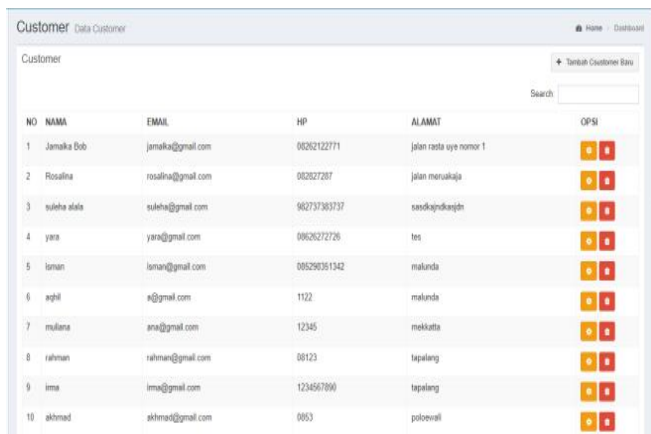 Customer Data Customer
Home Dashboard
Customer
+ Tambah Coustomer Baru
Search
NO NAMA EMAIL HP ALAMAT OPSI
1 Jamaika Bob jamaika@gmail.com 08262122771 jalan rasta uye nomor 1
2 Rosalina rosalina@gmail.com 082827287 jalan meruakaja
3 suleha alala suleha@gmail.com 982737383737 sasdkajndkasjdn
4 yara yara@gmail.com 08626272726 tes
5 isman isman@gmail.com 085298351342 malunda
6 aqhil a@gmail.com 1122 malunda
7 muliana ana@gmail.com 12345 mekkatta
8 rahman rahman@gmail.com 08123 tapalang
9 irma irma@gmail.com 1234567890 tapalang
10 akhmad akhmad@gmail.com 0853 poloewali